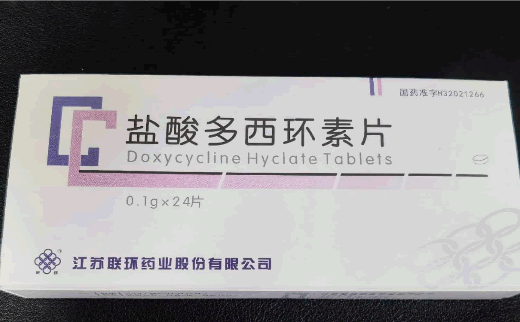 国药准字H32021266
盐酸多西环素片
Doxycycline Hyclate Tablets
0.1g×24片
江苏联环药业股份有限公司